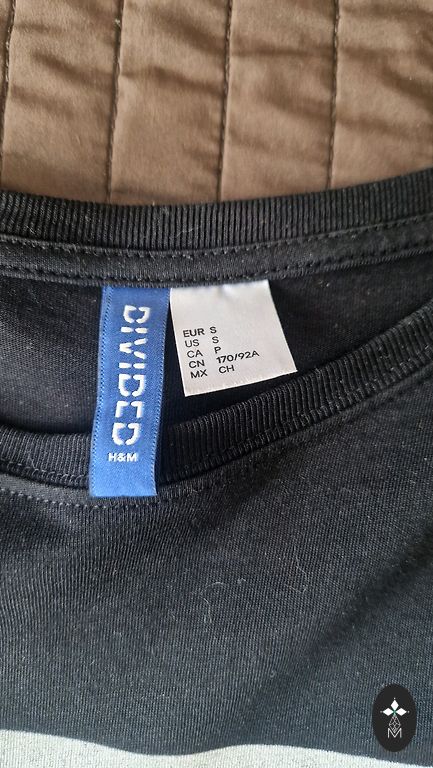 DIVIDED
H&M
EUR S
US S
CA P
CN 170/92A
MX CH
M